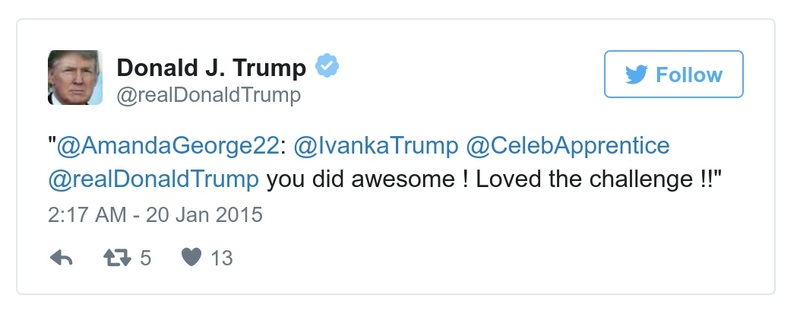 Donald J. Trump
@realDonaldTrump
Follow
"@AmandaGeorge22: @IvankaTrump @CelebApprentice
@realDonaldTrump you did awesome ! Loved the challenge !!"
2:17 AM - 20 Jan 2015
5 13